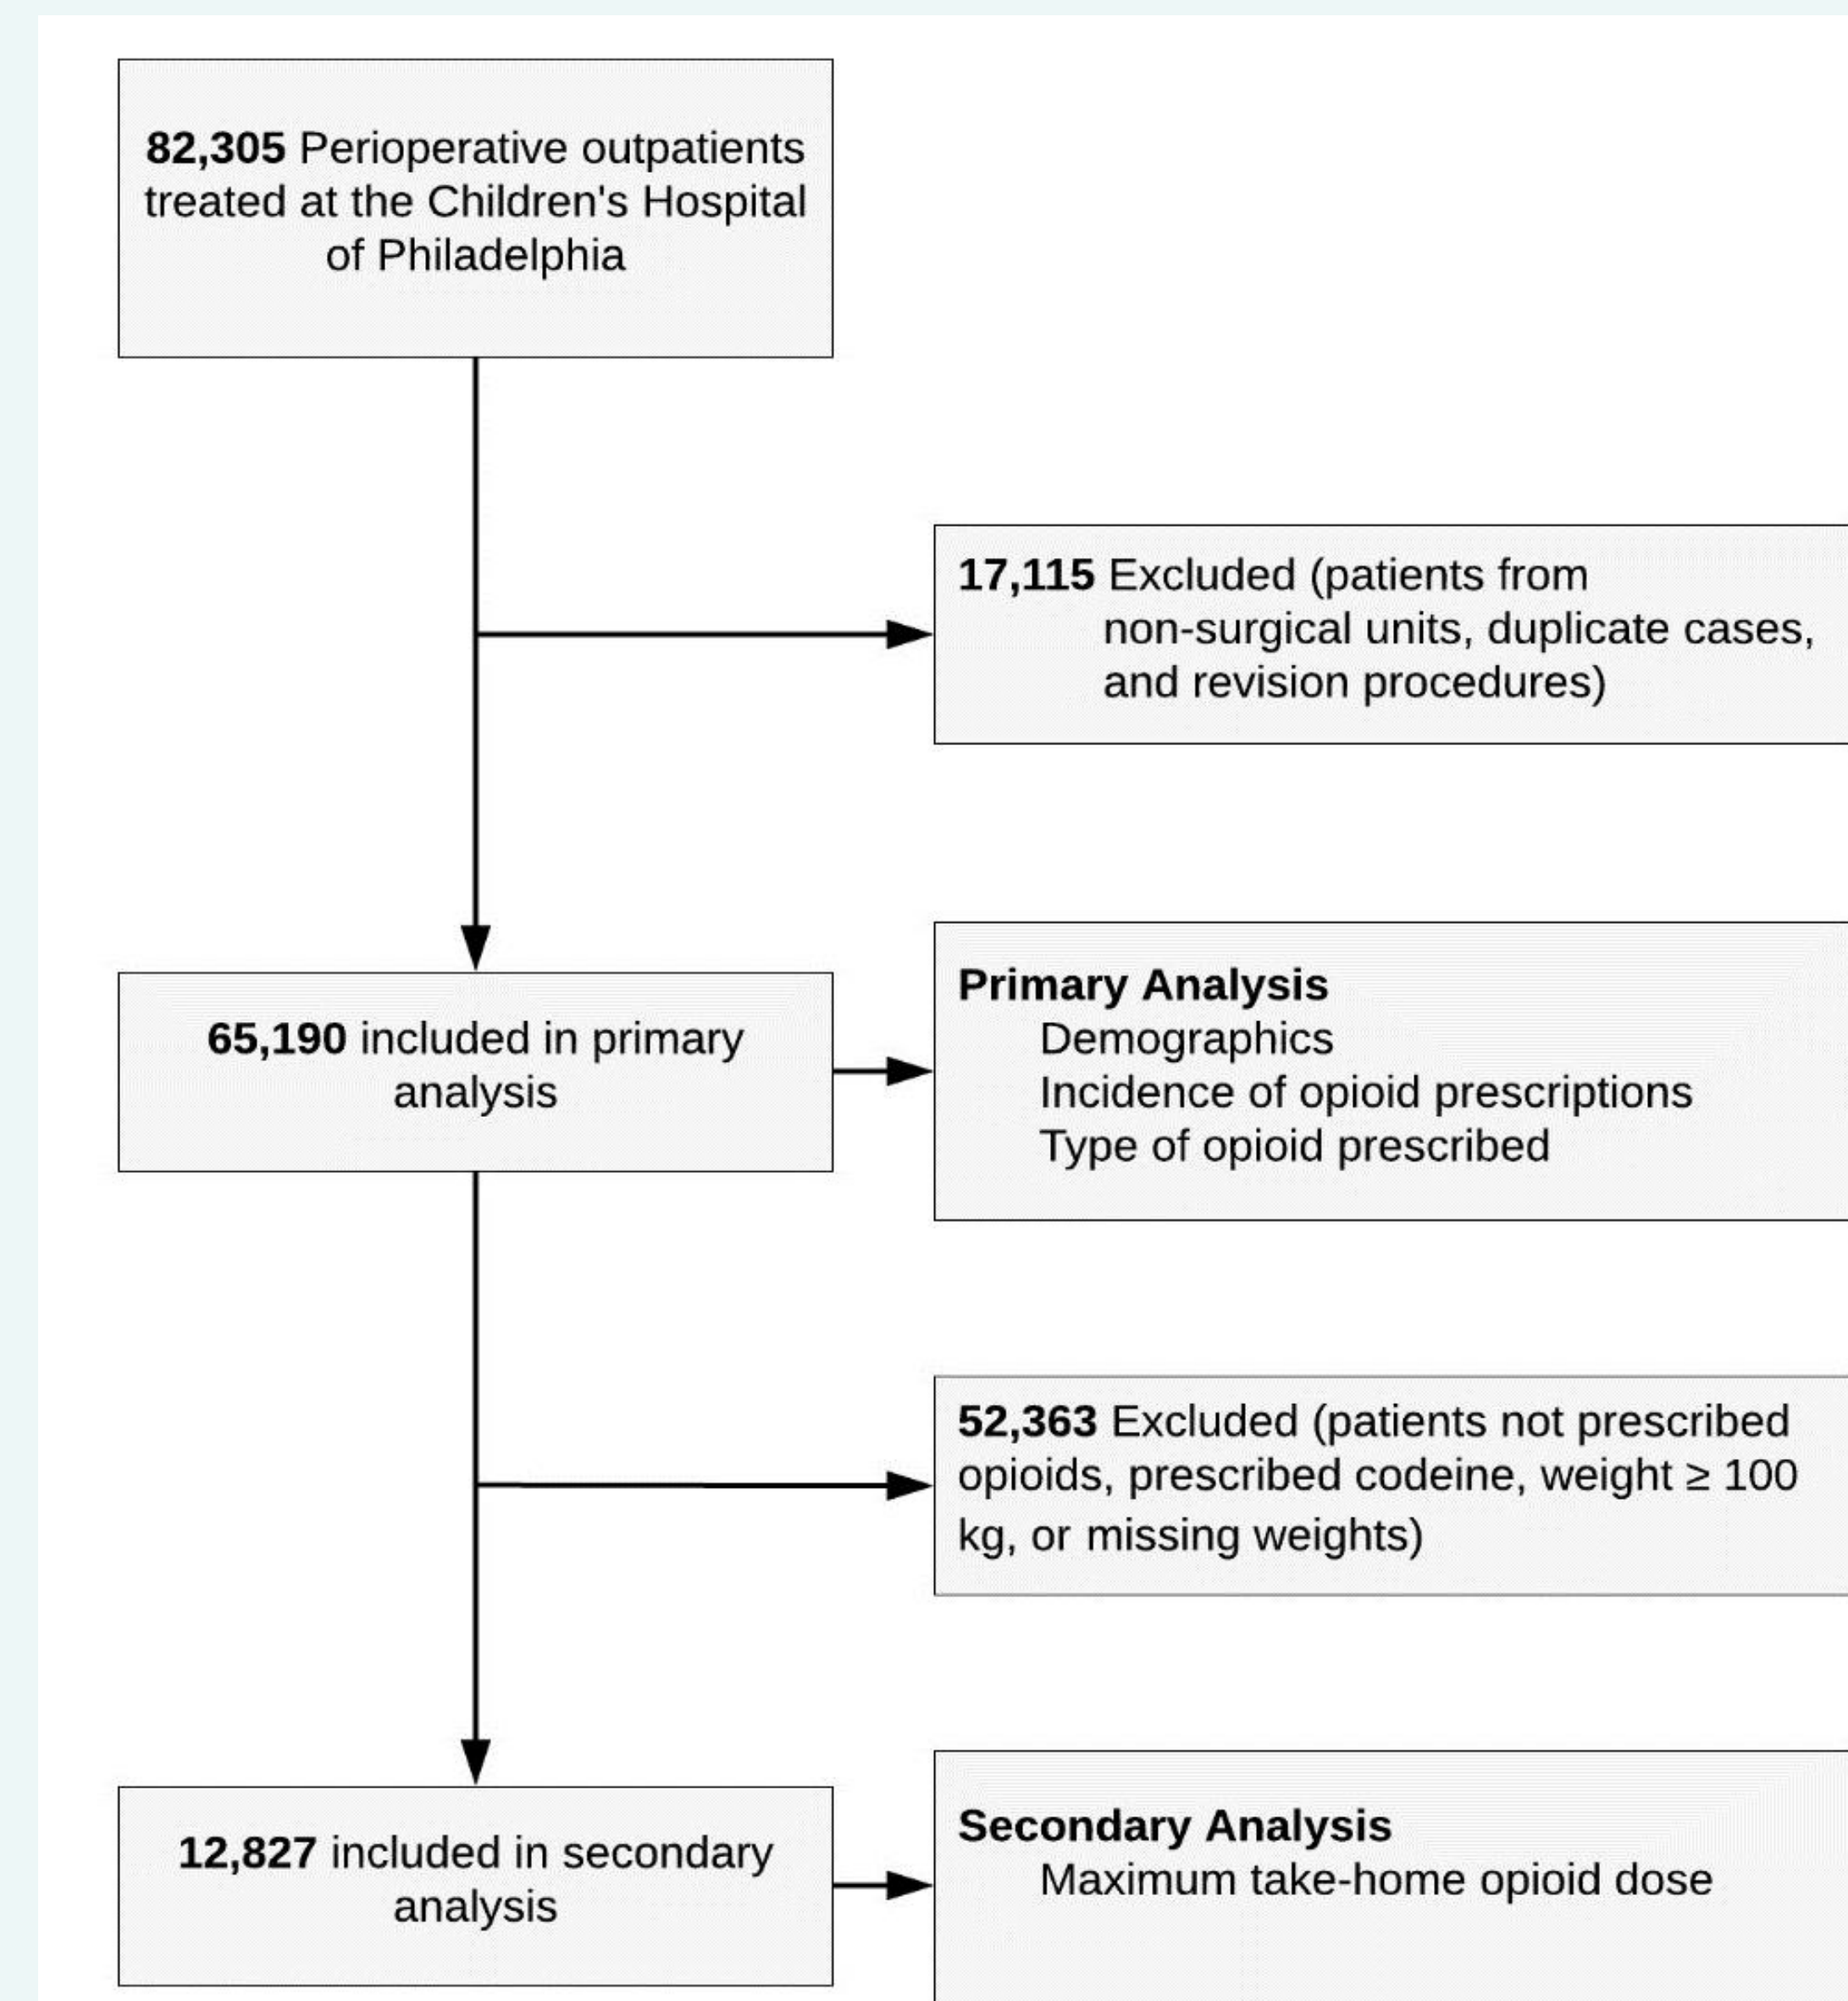 82,305 Perioperative outpatients
treated at the Children's Hospital
of Philadelphia
17,115 Excluded (patients from
non-surgical units, duplicate cases,
and revision procedures)
65,190 included in primary
analysis
Primary Analysis
Demographics
Incidence of opioid prescriptions
Type of opioid prescribed
52,363 Excluded (patients not prescribed
opioids, prescribed codeine, weight ≥ 100
kg, or missing weights)
12,827 included in secondary
analysis
Secondary Analysis
Maximum take-home opioid dose